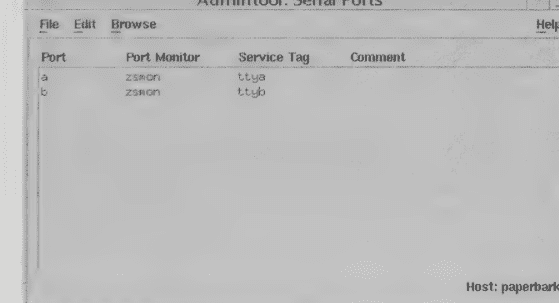 Admintool: Serial Ports
File Edit Browse Help
Port Port Monitor Service Tag Comment
a zsmon ttya
b zsmon ttyb
Host: paperbark